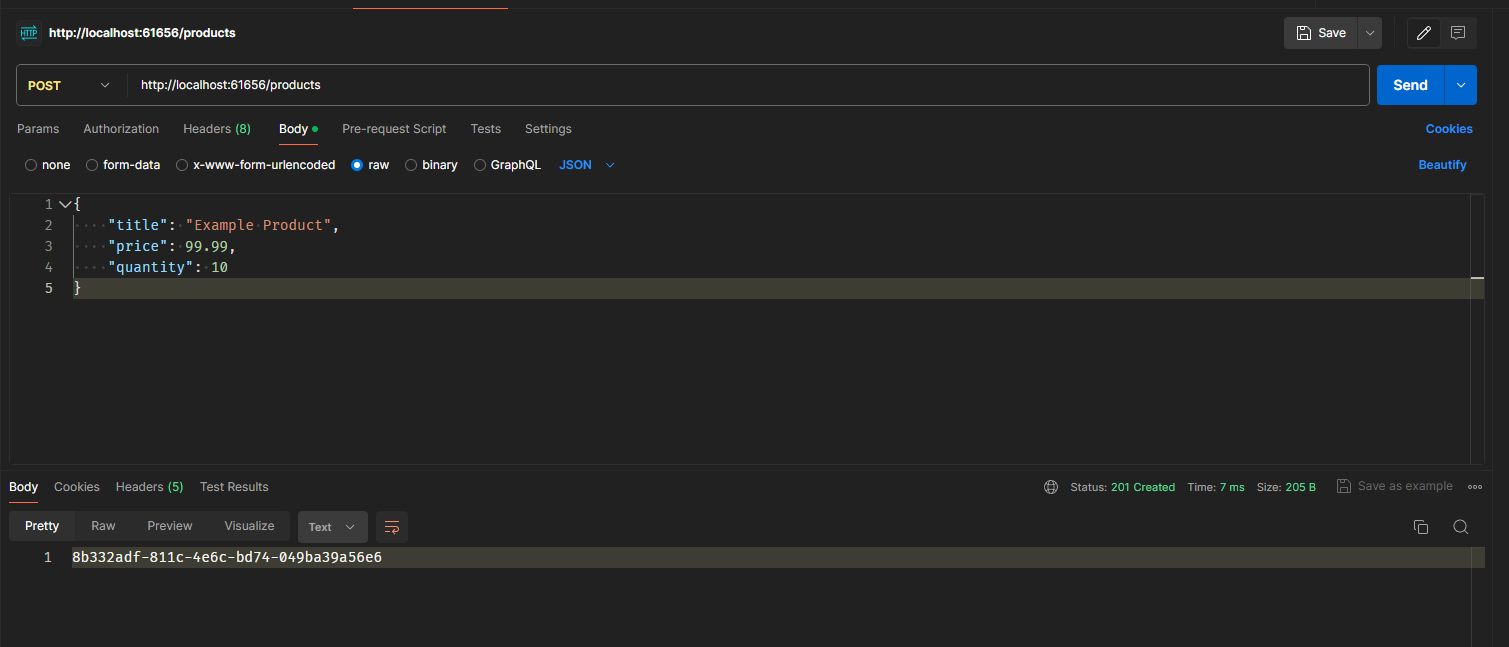 HTTP http://localhost:61656/products Save
POST http://localhost:61656/products Send
Params Authorization Headers (8) Body Pre-request Script Tests Settings Cookies
none form-data x-www-form-urlencoded raw binary GraphQL JSON Beautify
1 {
2 "title": "Example Product",
3 "price": 99.99,
4 "quantity": 10
5 }
Body Cookies Headers (5) Test Results Status: 201 Created Time: 7 ms Size: 205 B Save as example
Pretty Raw Preview Visualize Text
1 8b332adf-811c-4e6c-bd74-049ba39a56e6